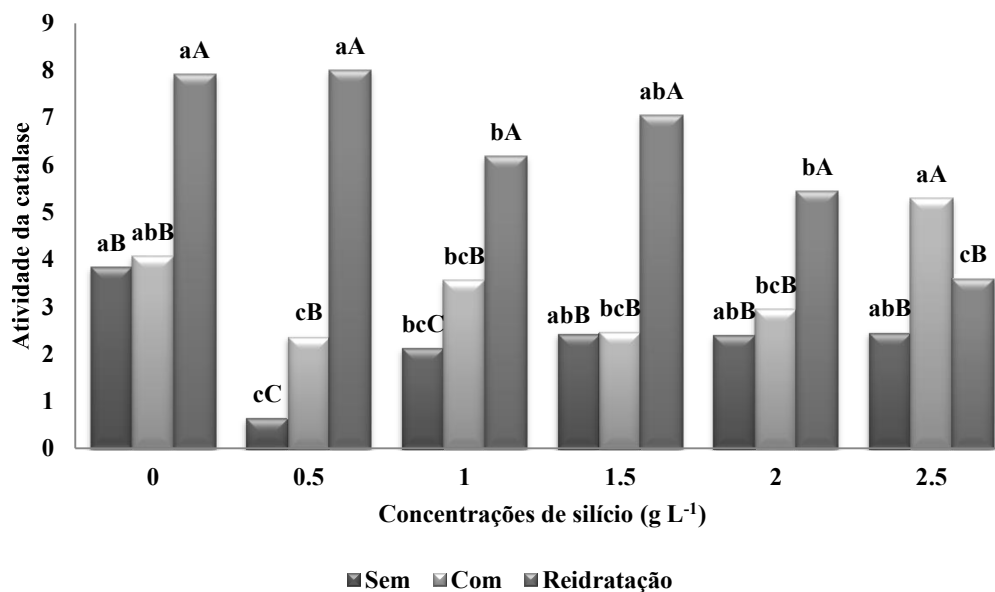 9
8
7
6
5
4
3
2
1
0
Atividade da catalase
aB abB aA
cC cB aA
bcC bcB bA
abB bcB abA
abB bcB bA
abB aA cB
0 0.5 1 1.5 2 2.5
Concentrações de silício (g L⁻¹)
Sem Com Reidratação